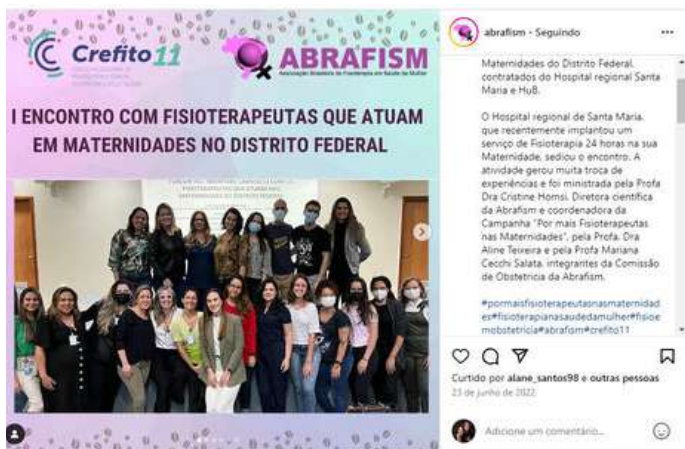 Crefito11
ABRAFISM
Associação Brasileira de Fisioterapia em Saúde da Mulher
I ENCONTRO COM FISIOTERAPEUTAS QUE ATUAM
EM MATERNIDADES NO DISTRITO FEDERAL
abrafism • Seguindo
Maternidades do Distrito Federal,
contratados do Hospital regional Santa
Maria e HuB.
O Hospital regional de Santa Maria,
que recentemente implantou um
serviço de Fisioterapia 24 horas na sua
Maternidade, sediou o encontro. A
atividade gerou muita troca de
experiências e foi ministrada pela Profa
Dra Cristine Homsi, Diretora científica
da Abrafism e coordenadora da
Campanha "Por mais Fisioterapeutas
nas Maternidades", pela Profa. Dra
Aline Teixeira e pela Profa Mariana
Cecchi Salata, integrantes da Comissão
de Obstetrícia da Abrafism.
#pormaisfisioterapeutasnasmaternidad
es#fisioterapianasaudedamulher#fisioe
mobstetricia#abrafism#crefito11
Curtido por alane_santos98 e outras pessoas
23 de junho de 2022
Adicione um comentário...